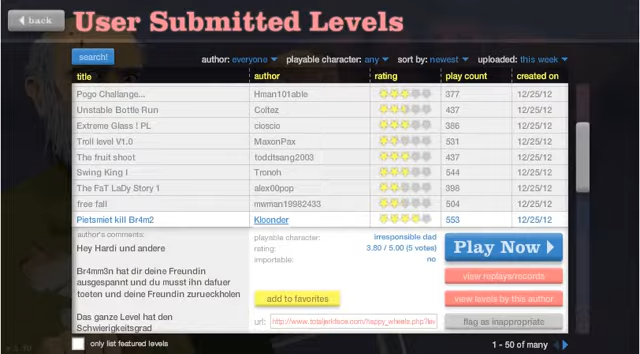 back
User Submitted Levels
search!
author: everyone playable character: any sort by: newest uploaded: this week
title author rating play count created on
Pogo Challange... Hman101able 377 12/25/12
Unstable Bottle Run Coltez 437 12/25/12
Extreme Glass ! PL cioscio 386 12/25/12
Troll level V1.0 MaxonPax 531 12/25/12
The fruit shoot toddtsang2003 437 12/25/12
Swing King I Tronoh 544 12/25/12
The FaT LaDy Story 1 alex00pop 398 12/25/12
free fall mwman19982433 504 12/25/12
Pietsmiet kill Br4m2 Kloonder 553 12/25/12
author's comments:
Hey Hardi und andere
Br4mm3n hat dir deine Freundin
ausgespannt und du musst ihn dafuer
toeten und deine Freundin zurueckholen
Das ganze Level hat den
Schwierigkeitsgrad
playable character: irresponsible dad
rating: 3.80 / 5.00 (5 votes)
importable: no
add to favorites
url: http://www.totaljerkface.com/happy_wheels.php?lev
Play Now
view replays/records
view levels by this author
flag as inappropriate
only list featured levels
1 - 50 of many